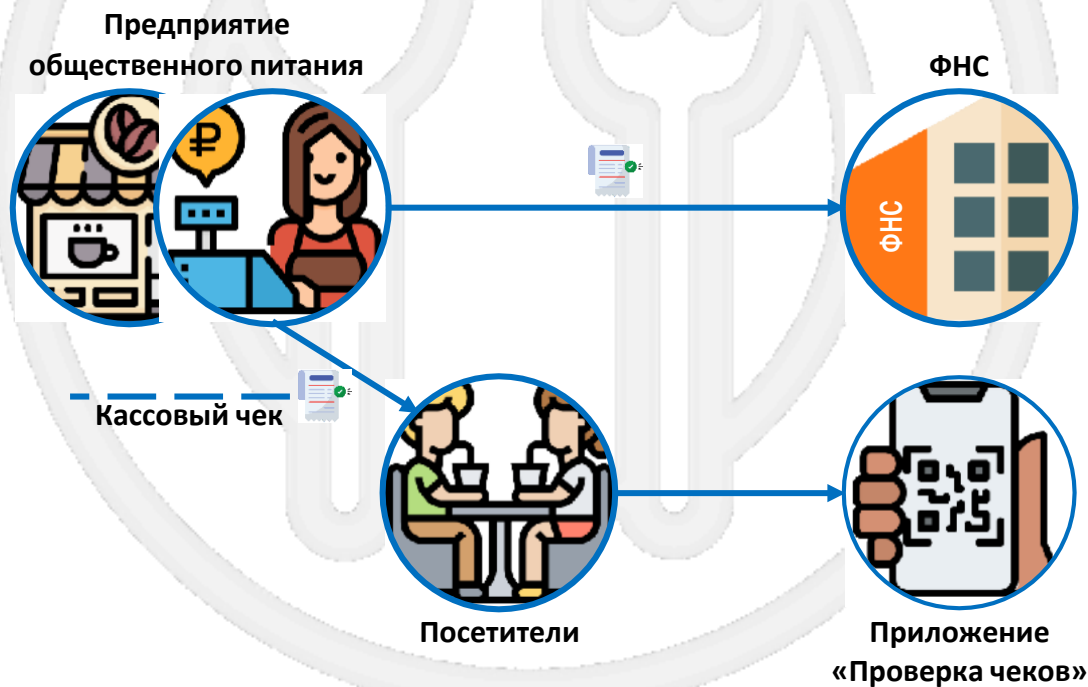 Предприятие
общественного питания
ФНС
₽
ФНС
Кассовый чек
Посетители
Приложение
«Проверка чеков»